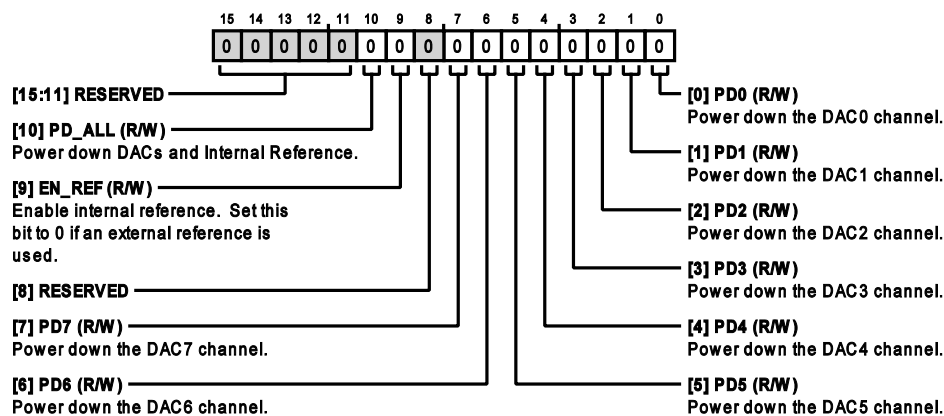 15 14 13 12 11 10 9 8 7 6 5 4 3 2 1 0
0 0 0 0 0 0 0 0 0 0 0 0 0 0 0 0
[15:11] RESERVED
[10] PD_ALL (R/W)
Power down DACs and Internal Reference.
[9] EN_REF (R/W)
Enable internal reference. Set this
bit to 0 if an external reference is
used.
[8] RESERVED
[7] PD7 (R/W)
Power down the DAC7 channel.
[6] PD6 (R/W)
Power down the DAC6 channel.
[0] PD0 (R/W)
Power down the DAC0 channel.
[1] PD1 (R/W)
Power down the DAC1 channel.
[2] PD2 (R/W)
Power down the DAC2 channel.
[3] PD3 (R/W)
Power down the DAC3 channel.
[4] PD4 (R/W)
Power down the DAC4 channel.
[5] PD5 (R/W)
Power down the DAC5 channel.